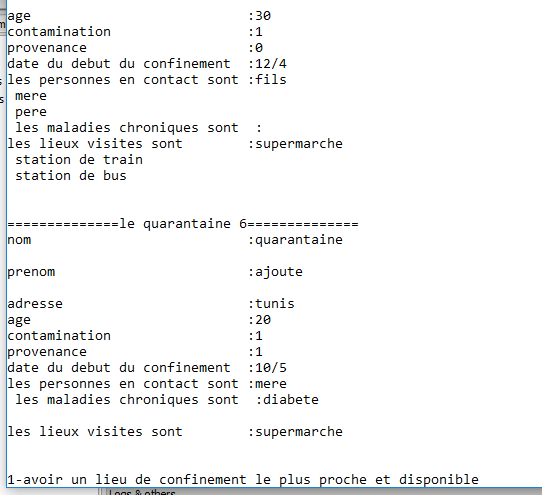 age                              :30
contamination                    :1
provenance                       :0
date du debut du confinement  :12/4
les personnes en contact sont :fils
 mere
 pere
 les maladies chroniques sont  :
les lieux visites sont        :supermarche
 station de train
 station de bus
==============le quarantaine 6==============
nom                           :quarantaine
prenom                        :ajoute
adresse                       :tunis
age                           :20
contamination                 :1
provenance                    :1
date du debut du confinement  :10/5
les personnes en contact sont :mere
 les maladies chroniques sont  :diabete
les lieux visites sont        :supermarche
1-avoir un lieu de confinement le plus proche et disponible
Logs & others